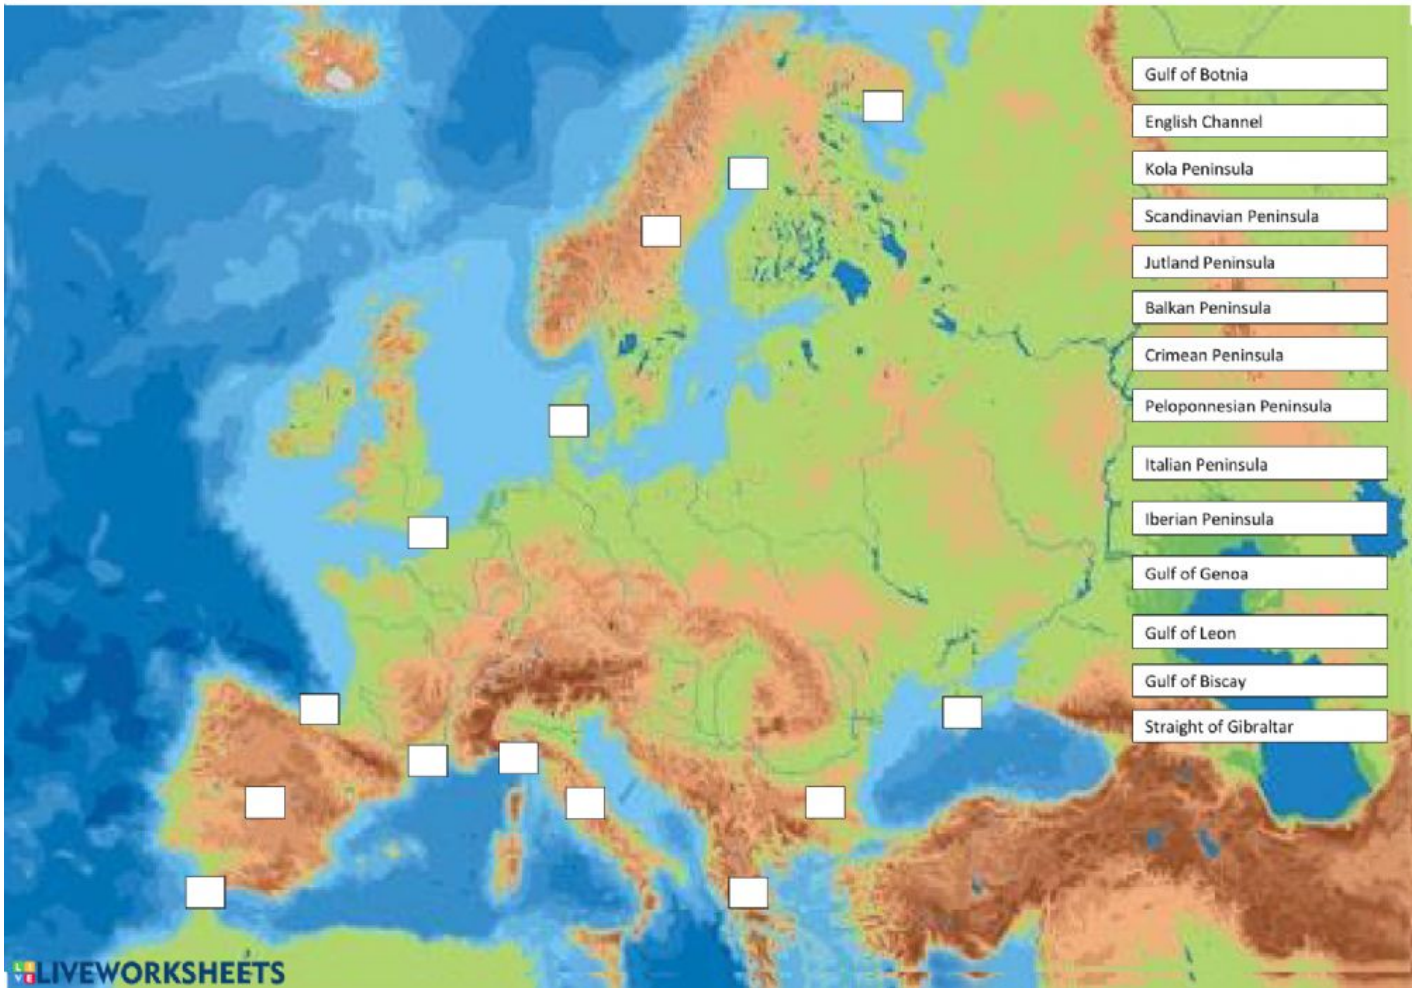 Gulf of Botnia
English Channel
Kola Peninsula
Scandinavian Peninsula
Jutland Peninsula
Balkan Peninsula
Crimean Peninsula
Peloponnesian Peninsula
Italian Peninsula
Iberian Peninsula
Gulf of Genoa
Gulf of Leon
Gulf of Biscay
Straight of Gibraltar
LIVE LIVEWORKSHEETS